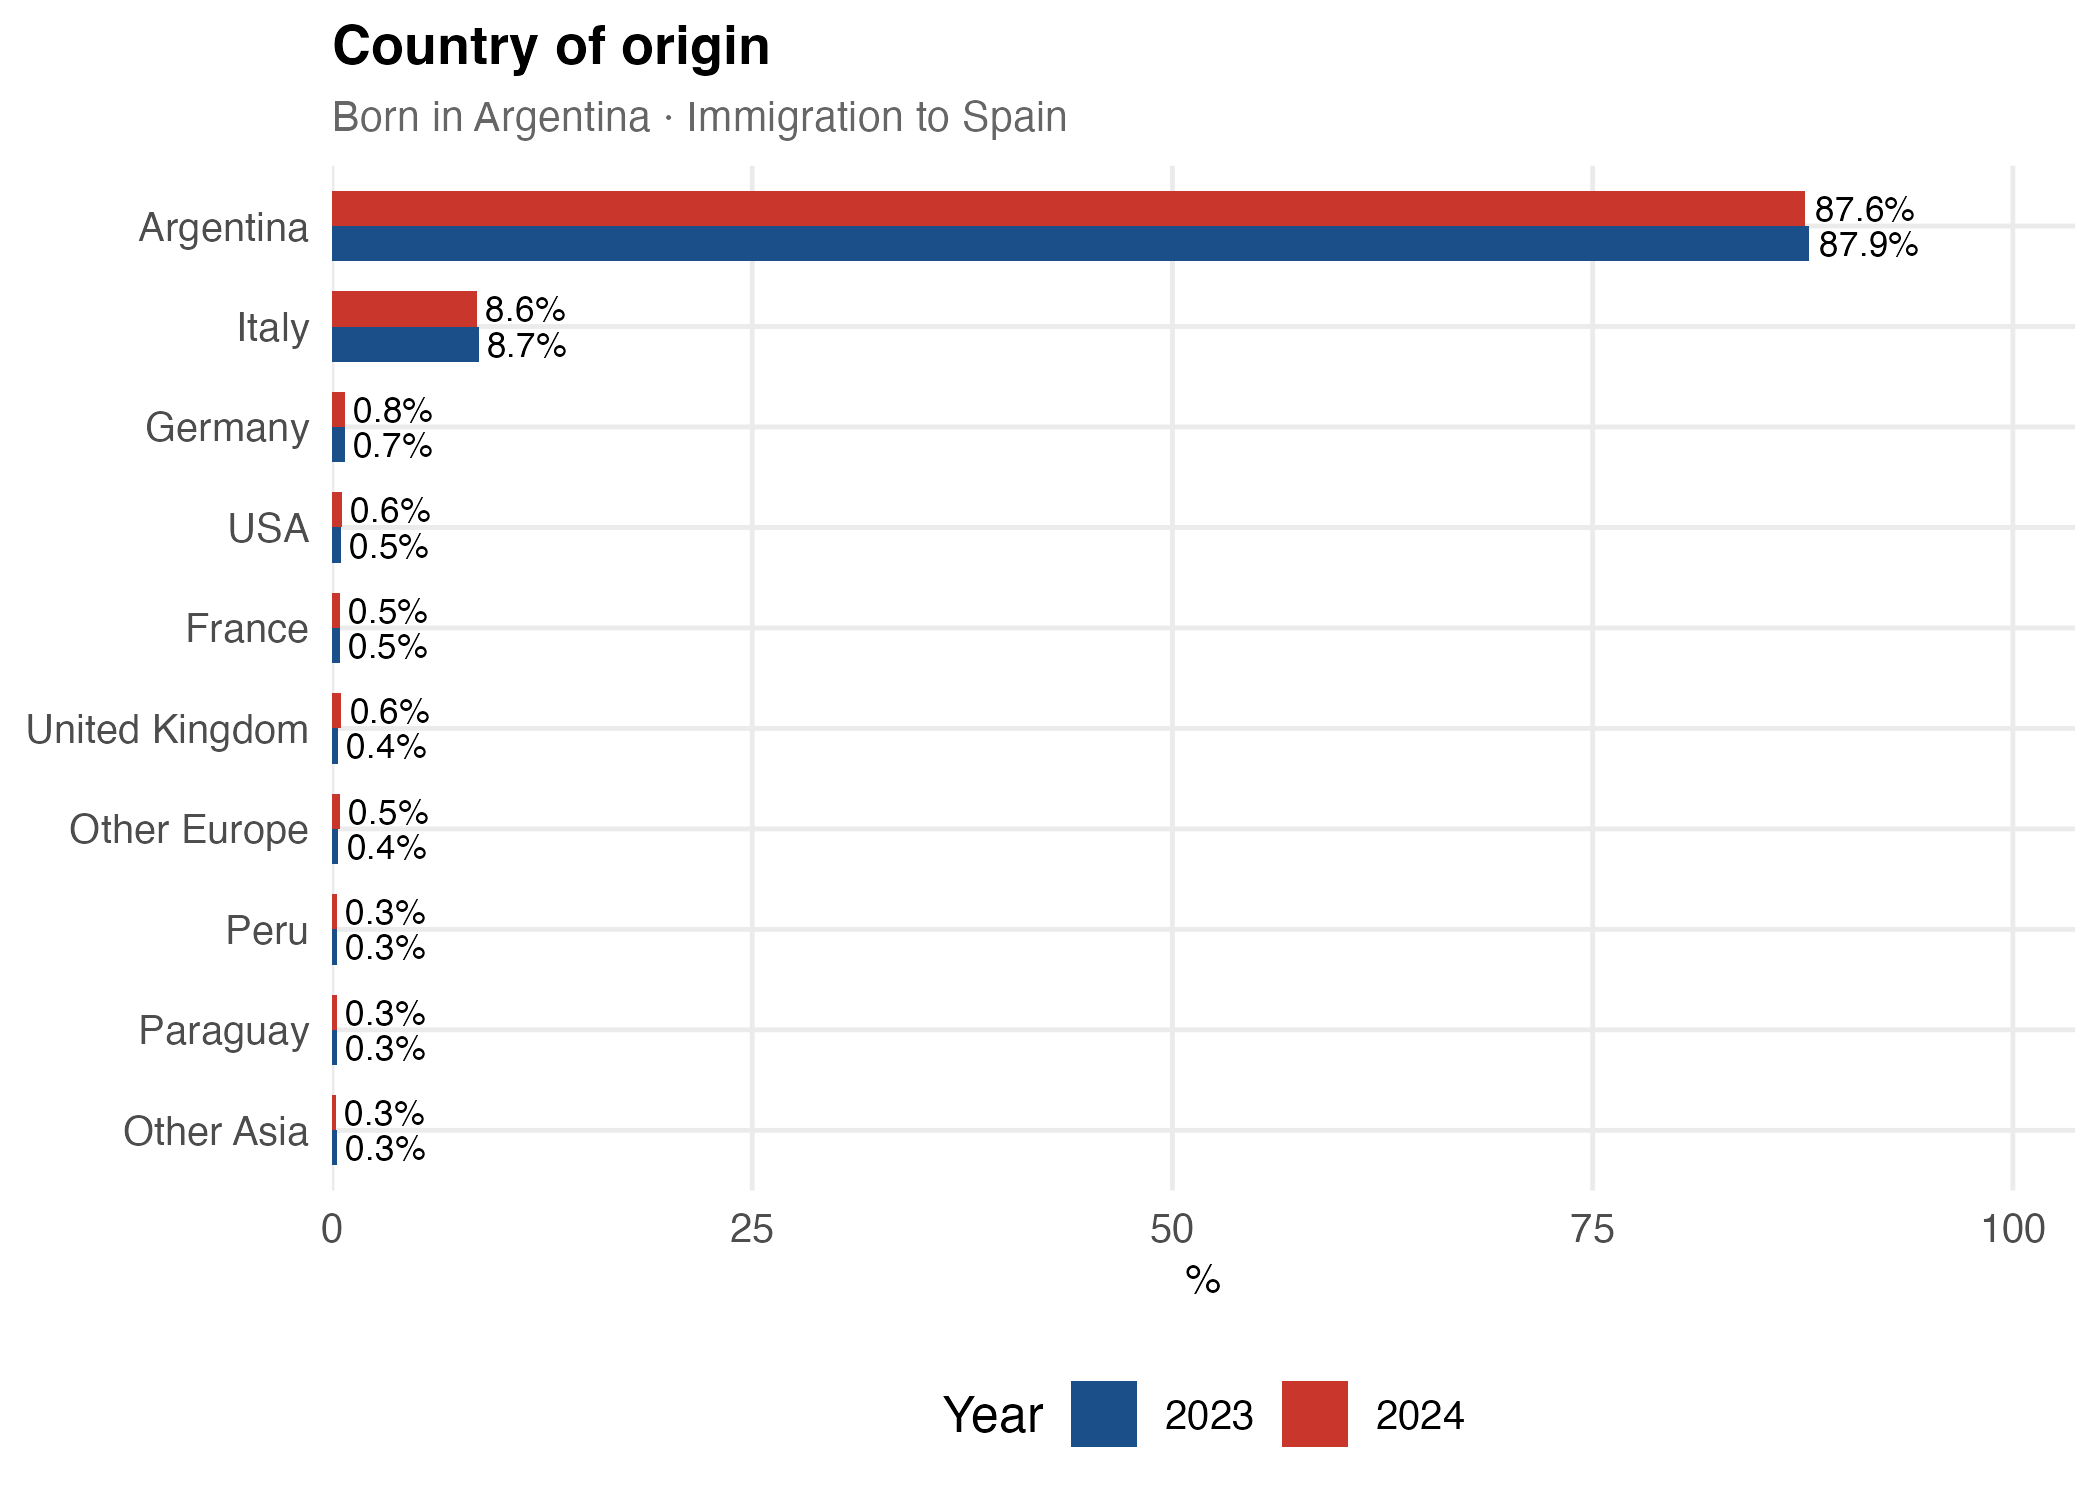 Country of origin
Born in Argentina · Immigration to Spain
Argentina
87.6%
87.9%
Italy
8.6%
8.7%
Germany
0.8%
0.7%
USA
0.6%
0.5%
France
0.5%
0.5%
United Kingdom
0.6%
0.4%
Other Europe
0.5%
0.4%
Peru
0.3%
0.3%
Paraguay
0.3%
0.3%
Other Asia
0.3%
0.3%
0 25 50 75 100
%
Year 2023 2024